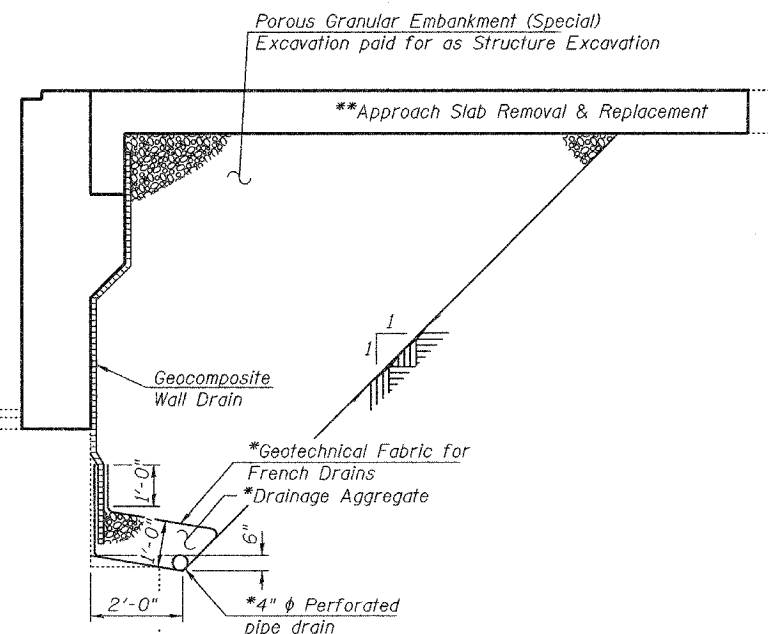 Porous Granular Embankment (Special)
Excavation paid for as Structure Excavation
**Approach Slab Removal & Replacement
1
1
Geocomposite
Wall Drain
*Geotechnical Fabric for
French Drains
*Drainage Aggregate
1'-0"
1'-0"
6"
2'-0"
*4" ϕ Perforated
pipe drain